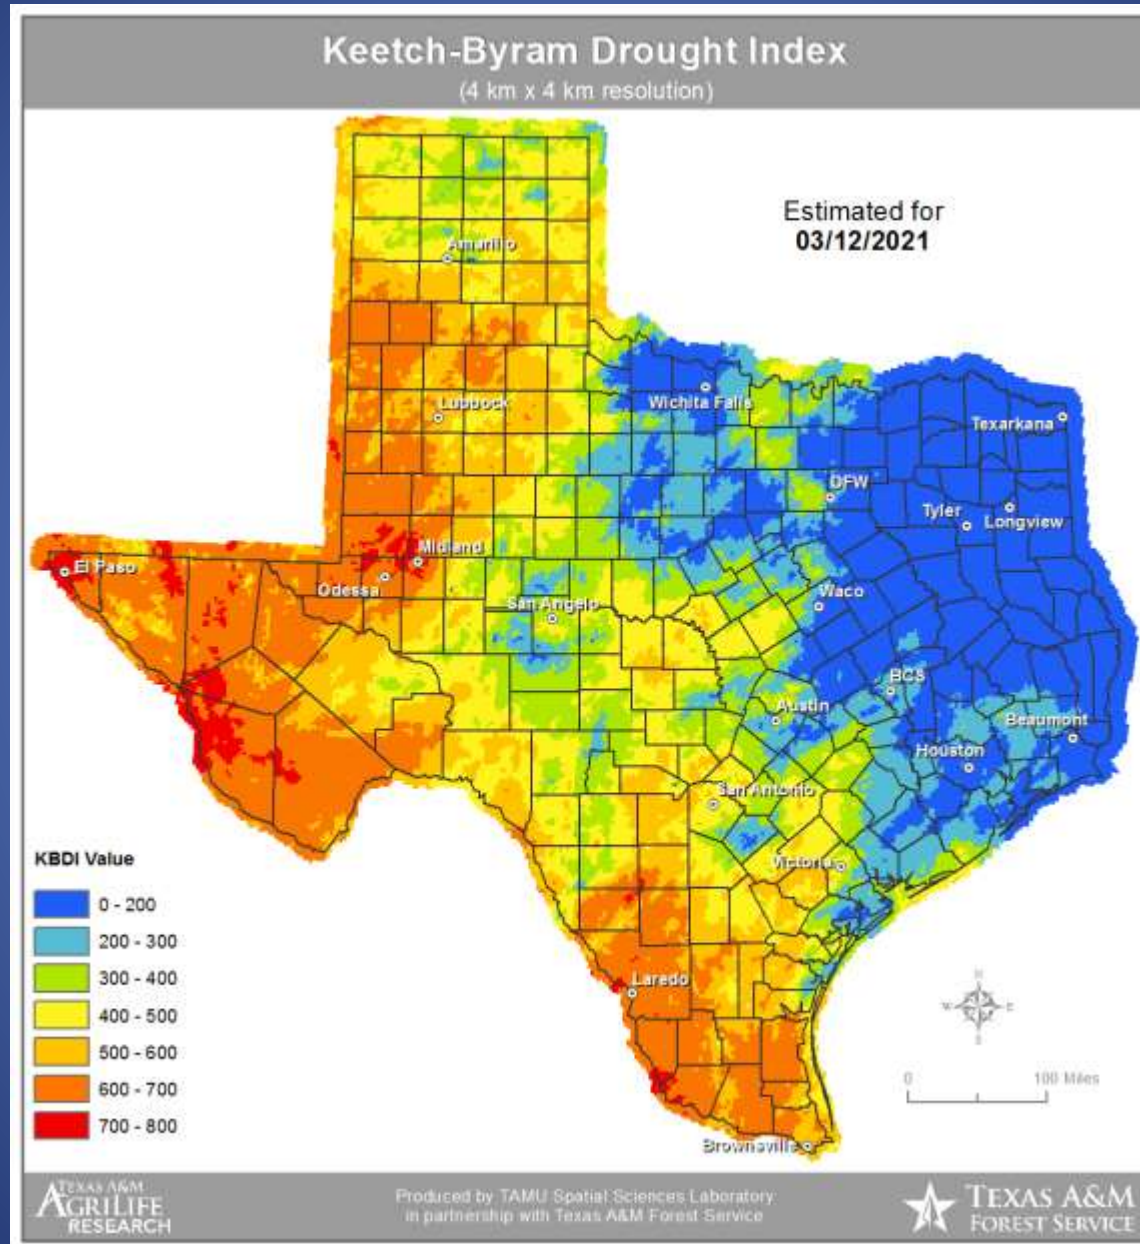 Keetch-Byram Drought Index
(4 km x 4 km resolution)
Estimated for
03/12/2021
Amarillo
Lubbock
Wichita Falls
Texarkana
DFW
Tyler
Longview
Midland
El Paso
Odessa
San Angelo
Waco
BCS
Austin
Beaumont
Houston
San Antonio
Victoria
Laredo
Brownsville
KBDI Value
0 - 200
200 - 300
300 - 400
400 - 500
500 - 600
600 - 700
700 - 800
N
W E
S
0 100 Miles
TEXAS A&M
AGRILIFE
RESEARCH
Produced by TAMU Spatial Sciences Laboratory
in partnership with Texas A&M Forest Service
TEXAS A&M
FOREST SERVICE